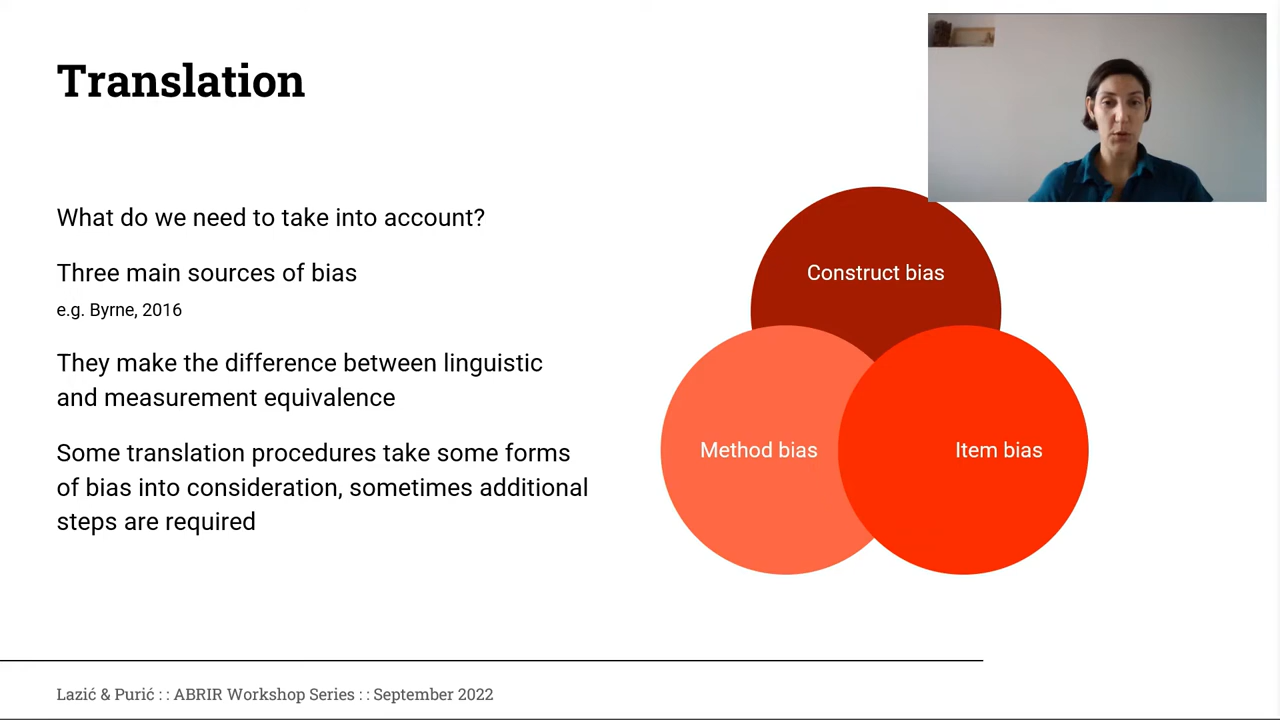 Translation
What do we need to take into account?
Three main sources of bias
e.g. Byrne, 2016
They make the difference between linguistic
and measurement equivalence
Some translation procedures take some forms
of bias into consideration, sometimes additional
steps are required
Construct bias
Method bias
Item bias
Lazić & Purić : : ABRIR Workshop Series : : September 2022